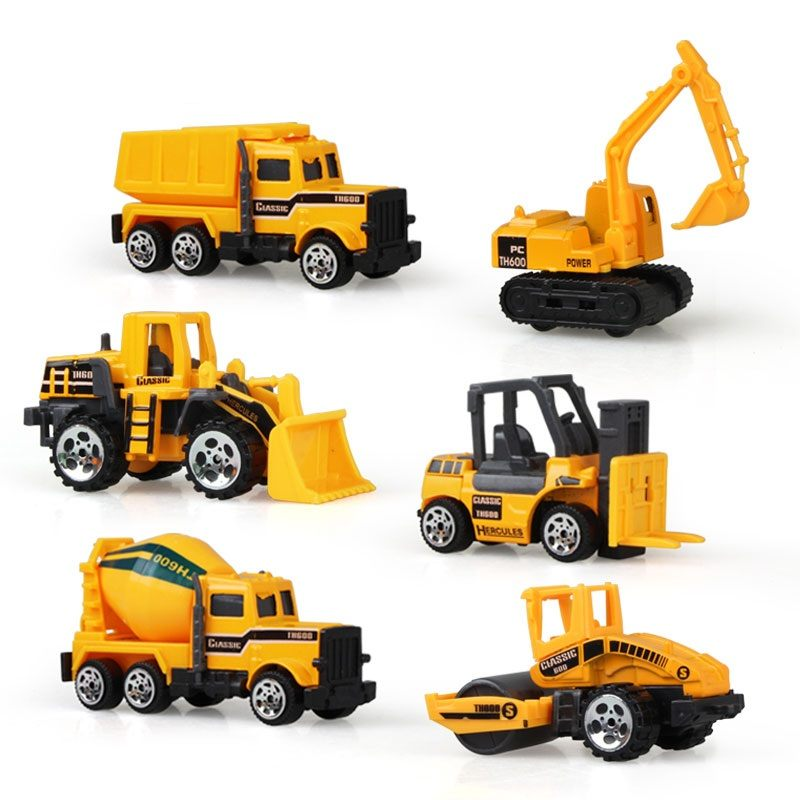 CLASSIC
TH600
PC
TH600
POWER
TH60
CLASSIC
HERCULES
CLASSIC
TH600
HERCULES
TH600
CLASSIC
TH600
CLASSIC
600
S
TH600 S